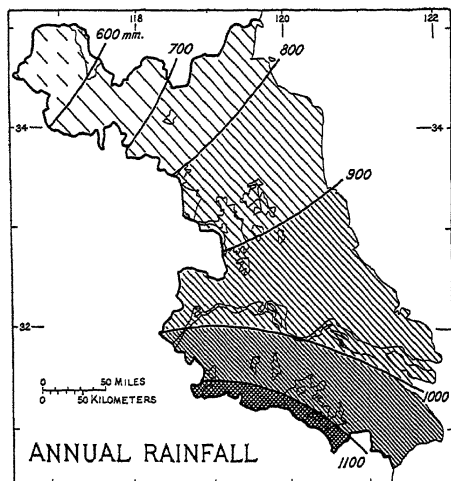 118 120 122
600 mm.
700
800
34 34
900
32 32
0 50 MILES
0 50 KILOMETERS
1000
ANNUAL RAINFALL
1100